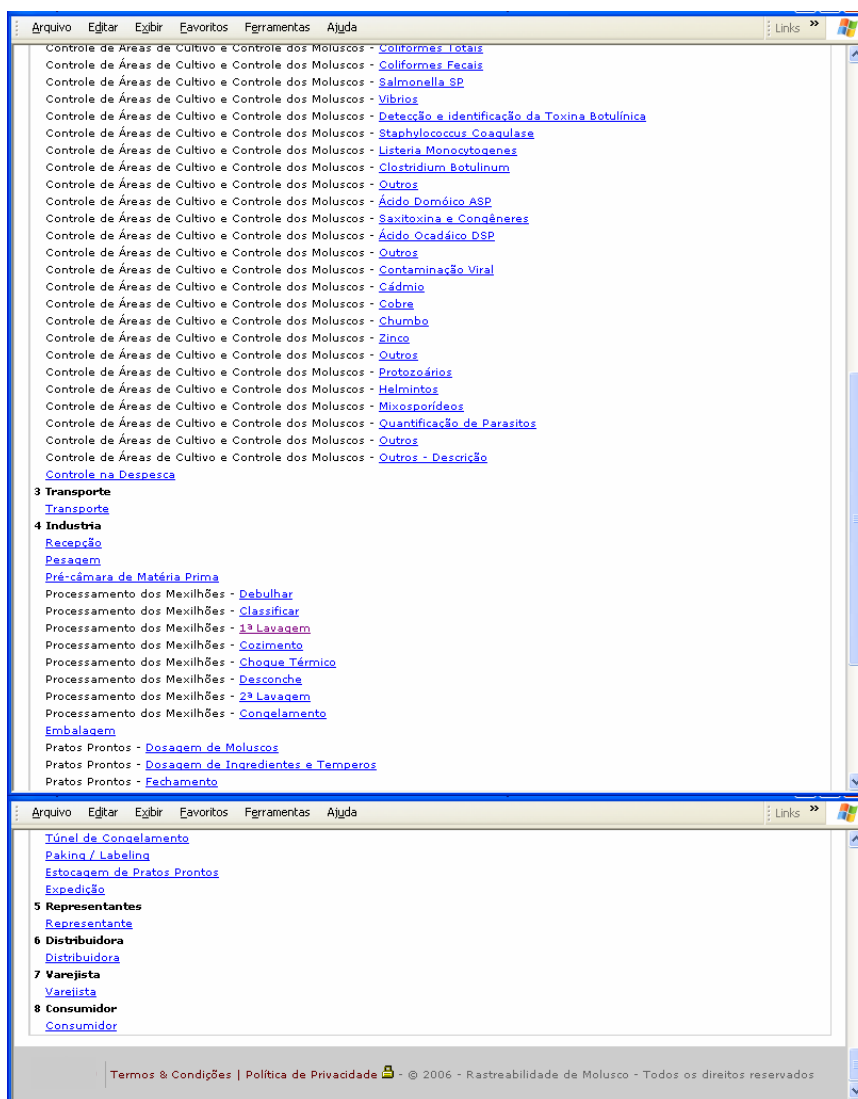 Arquivo Editar Exibir Favoritos Ferramentas Ajuda Links »
Controle de Áreas de Cultivo e Controle dos Moluscos - Coliformes Totais
Controle de Áreas de Cultivo e Controle dos Moluscos - Coliformes Fecais
Controle de Áreas de Cultivo e Controle dos Moluscos - Salmonella SP
Controle de Áreas de Cultivo e Controle dos Moluscos - Vibrios
Controle de Áreas de Cultivo e Controle dos Moluscos - Detecção e identificação da Toxina Botulínica
Controle de Áreas de Cultivo e Controle dos Moluscos - Staphylococcus Coagulase
Controle de Áreas de Cultivo e Controle dos Moluscos - Listeria Monocytogenes
Controle de Áreas de Cultivo e Controle dos Moluscos - Clostridium Botulinum
Controle de Áreas de Cultivo e Controle dos Moluscos - Outros
Controle de Áreas de Cultivo e Controle dos Moluscos - Ácido Domóico ASP
Controle de Áreas de Cultivo e Controle dos Moluscos - Saxitoxina e Congêneres
Controle de Áreas de Cultivo e Controle dos Moluscos - Ácido Ocadáico DSP
Controle de Áreas de Cultivo e Controle dos Moluscos - Outros
Controle de Áreas de Cultivo e Controle dos Moluscos - Contaminação Viral
Controle de Áreas de Cultivo e Controle dos Moluscos - Cádmio
Controle de Áreas de Cultivo e Controle dos Moluscos - Cobre
Controle de Áreas de Cultivo e Controle dos Moluscos - Chumbo
Controle de Áreas de Cultivo e Controle dos Moluscos - Zinco
Controle de Áreas de Cultivo e Controle dos Moluscos - Outros
Controle de Áreas de Cultivo e Controle dos Moluscos - Protozoários
Controle de Áreas de Cultivo e Controle dos Moluscos - Helmintos
Controle de Áreas de Cultivo e Controle dos Moluscos - Mixosporídeos
Controle de Áreas de Cultivo e Controle dos Moluscos - Quantificação de Parasitos
Controle de Áreas de Cultivo e Controle dos Moluscos - Outros
Controle de Áreas de Cultivo e Controle dos Moluscos - Outros - Descrição
Controle na Despesca
3 Transporte
Transporte
4 Industria
Recepção
Pesagem
Pré-câmara de Matéria Prima
Processamento dos Mexilhões - Debulhar
Processamento dos Mexilhões - Classificar
Processamento dos Mexilhões - 1ª Lavagem
Processamento dos Mexilhões - Cozimento
Processamento dos Mexilhões - Choque Térmico
Processamento dos Mexilhões - Desconche
Processamento dos Mexilhões - 2ª Lavagem
Processamento dos Mexilhões - Congelamento
Embalagem
Pratos Prontos - Dosagem de Moluscos
Pratos Prontos - Dosagem de Ingredientes e Temperos
Pratos Prontos - Fechamento
Arquivo Editar Exibir Favoritos Ferramentas Ajuda Links »
Túnel de Congelamento
Paking / Labeling
Estocagem de Pratos Prontos
Expedição
5 Representantes
Representante
6 Distribuidora
Distribuidora
7 Varejista
Varejista
8 Consumidor
Consumidor
Termos & Condições | Política de Privacidade - © 2006 - Rastreabilidade de Molusco - Todos os direitos reservados